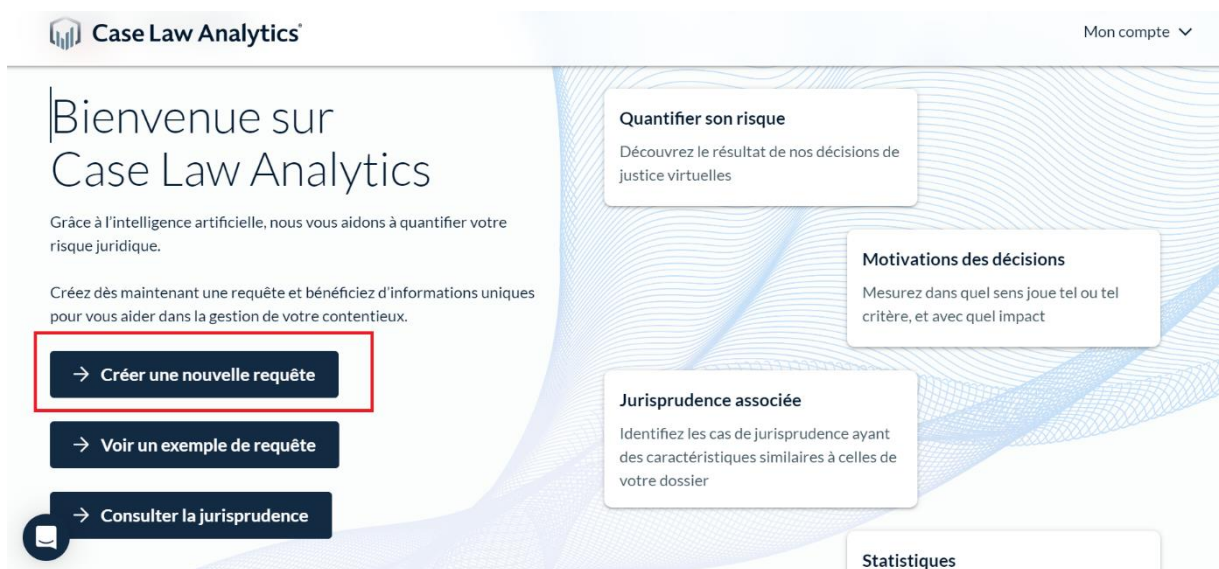 Case Law Analytics®
Mon compte
Bienvenue sur
Case Law Analytics
Grâce à l'intelligence artificielle, nous vous aidons à quantifier votre
risque juridique.
Créez dès maintenant une requête et bénéficiez d'informations uniques
pour vous aider dans la gestion de votre contentieux.
→ Créer une nouvelle requête
→ Voir un exemple de requête
→ Consulter la jurisprudence
Quantifier son risque
Découvrez le résultat de nos décisions de
justice virtuelles
Motivations des décisions
Mesurez dans quel sens joue tel ou tel
critère, et avec quel impact
Jurisprudence associée
Identifiez les cas de jurisprudence ayant
des caractéristiques similaires à celles de
votre dossier
Statistiques